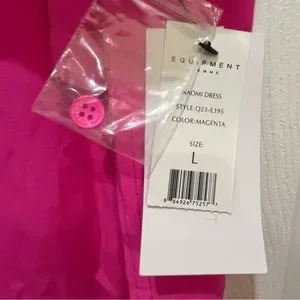 EQUIPMENT
FEMME
NAOMI DRESS
STYLE:Q23-E395
COLOR:MAGENTA
SIZE:
L